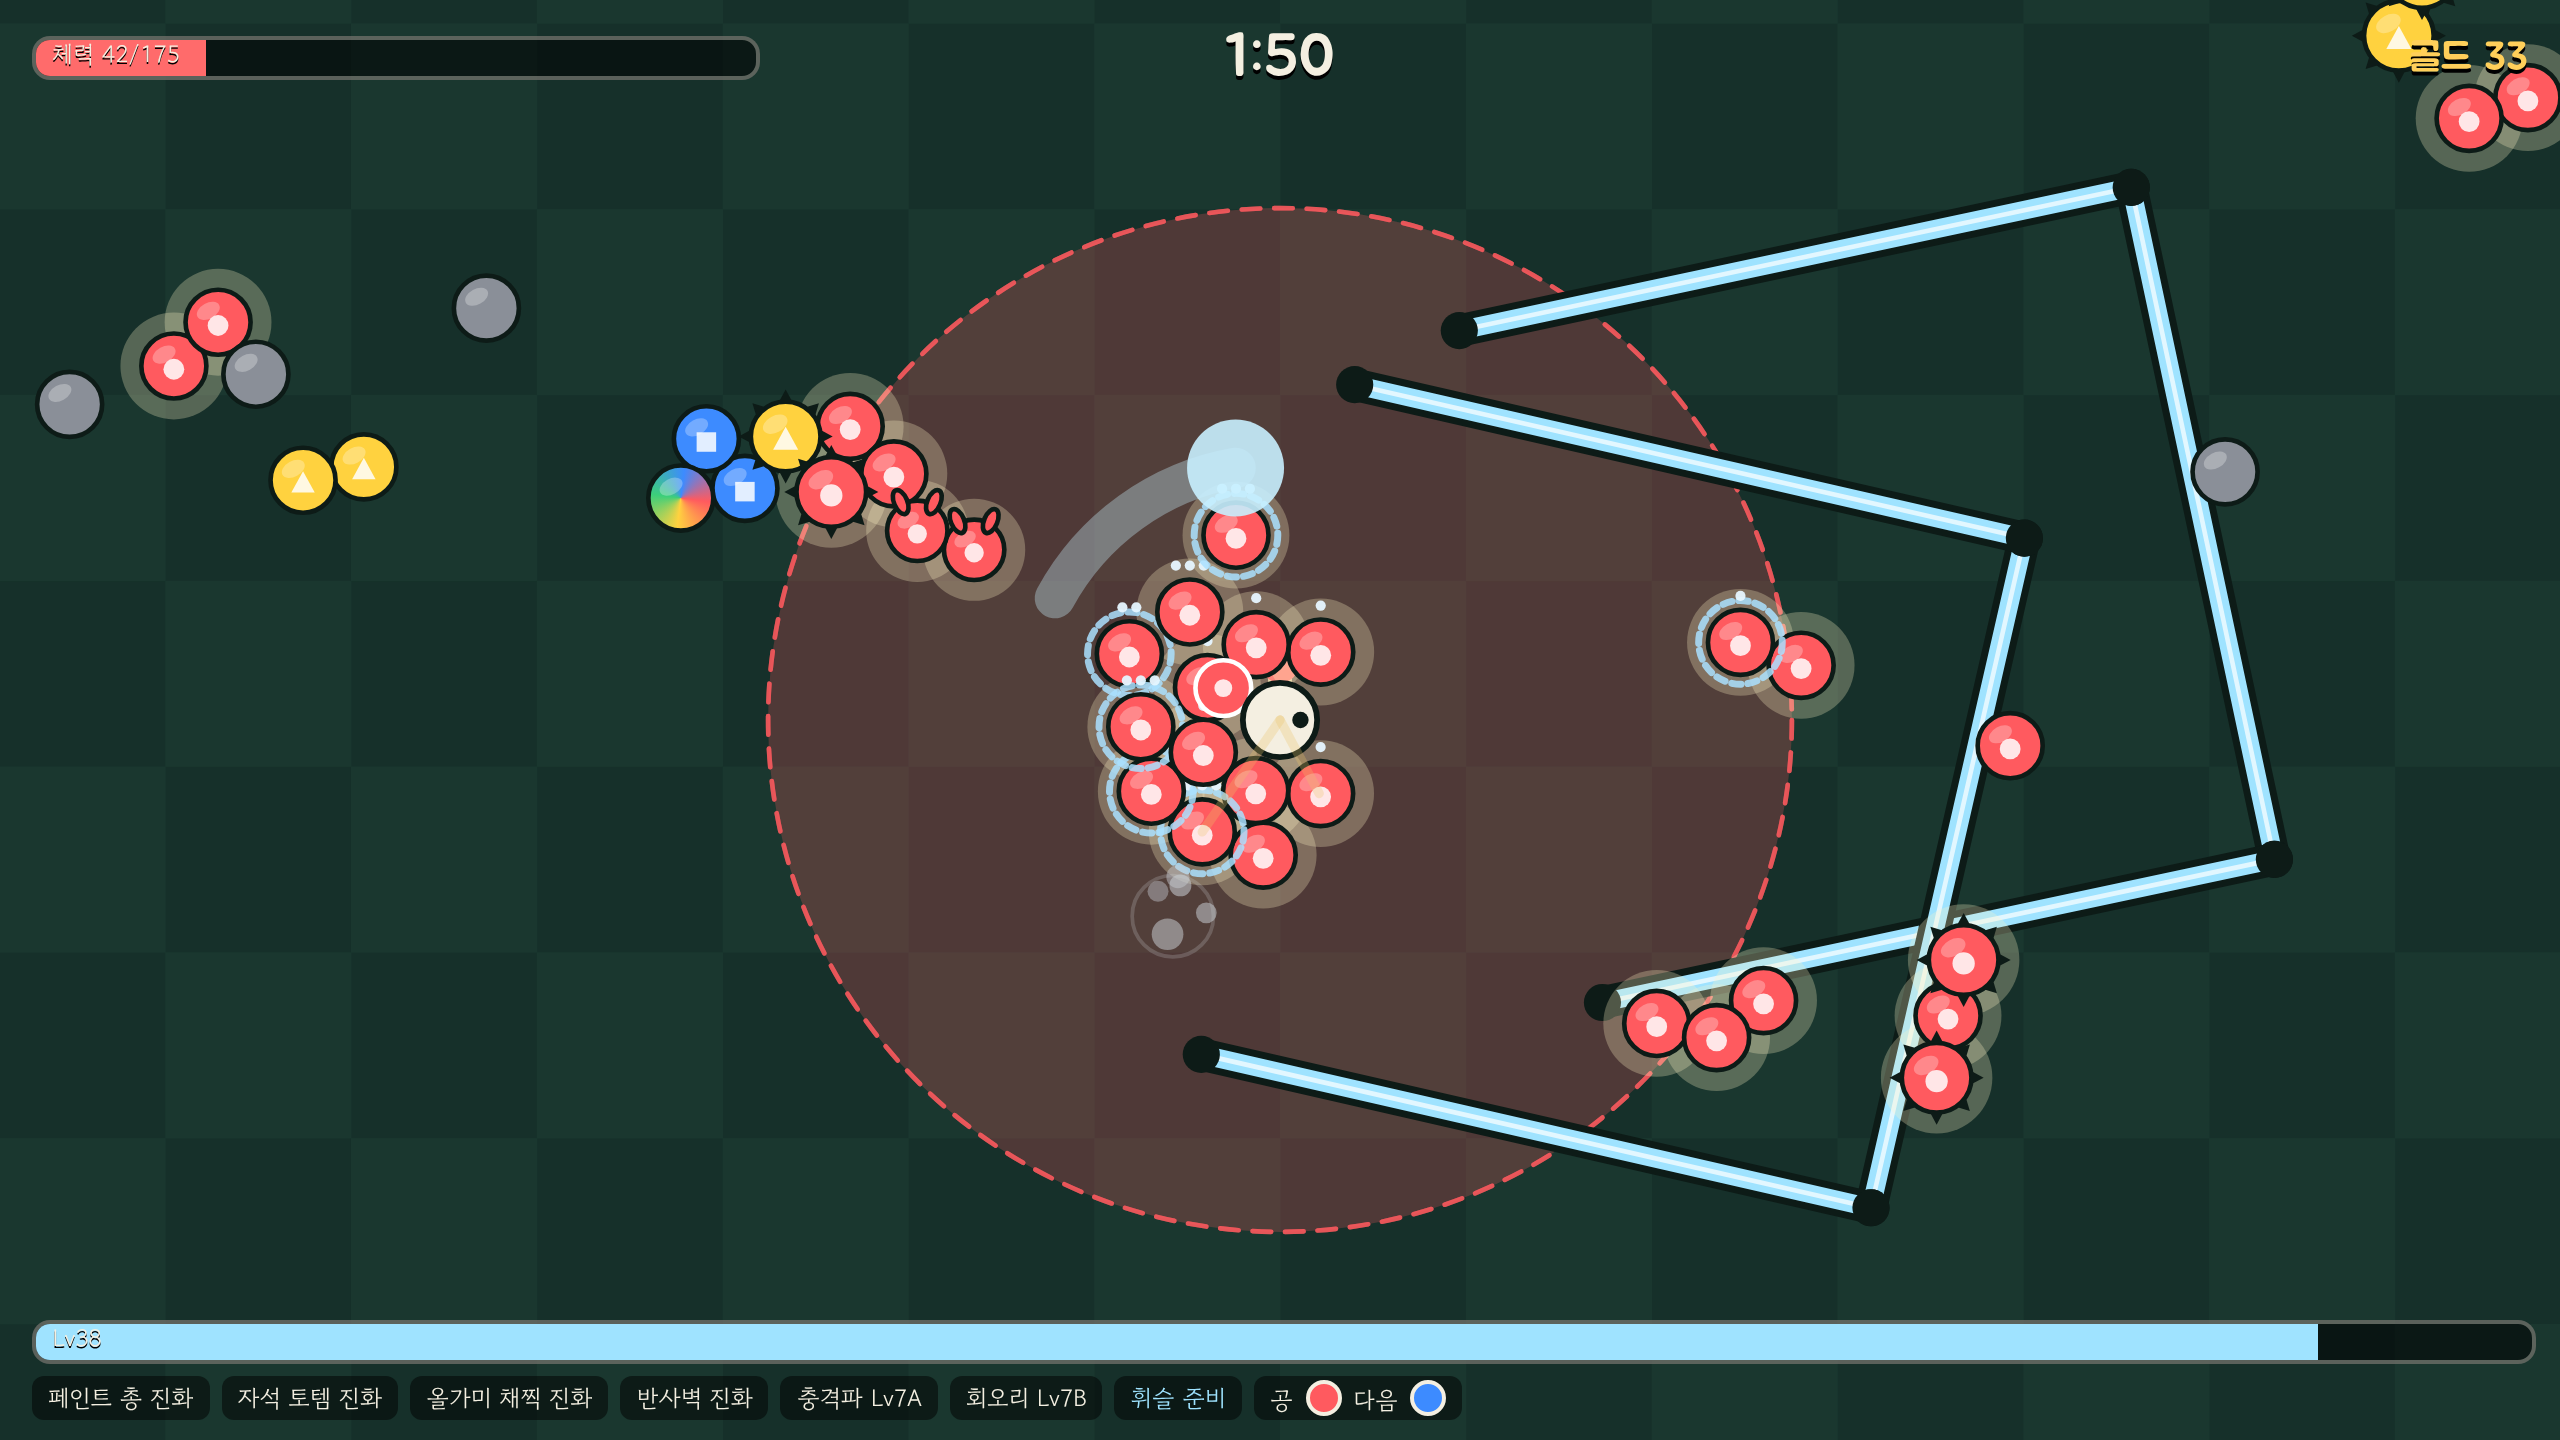 체력 42/175
1:50
골드 33
Lv38
페인트 총 진화
자석 토템 진화
올가미 채찍 진화
반사벽 진화
충격파 Lv7A
회오리 Lv7B
휘슬 준비
공
다음